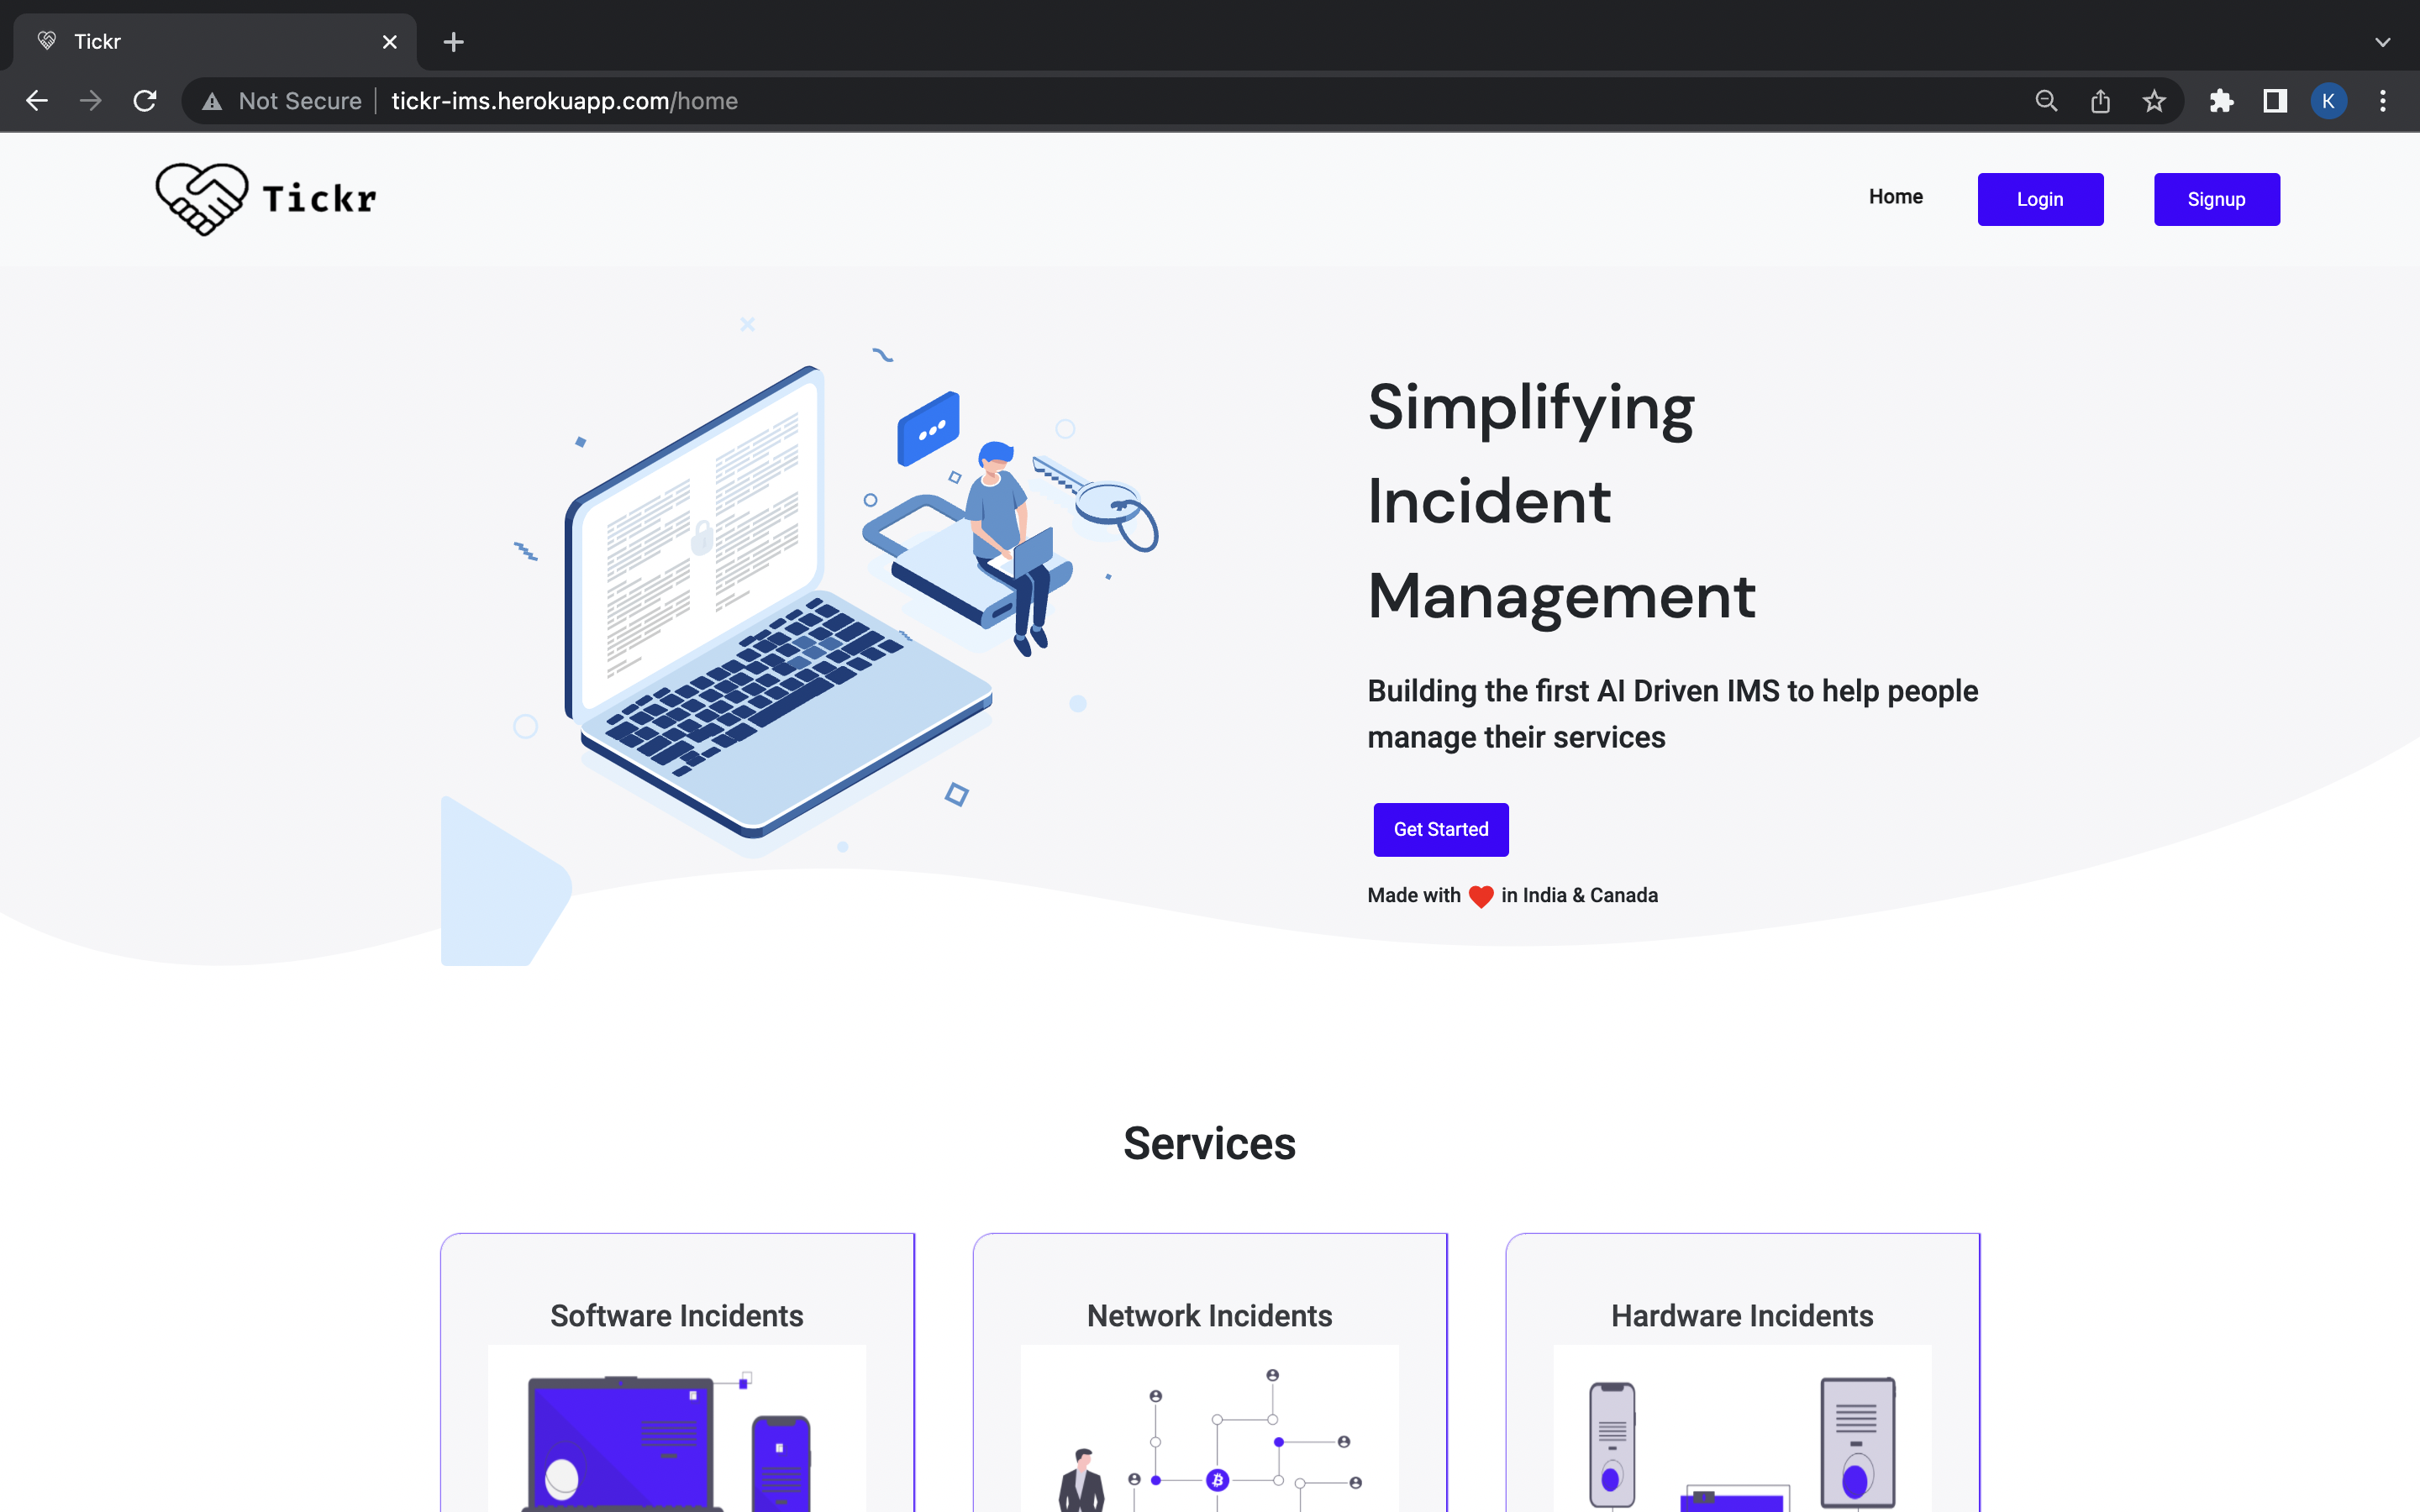 Tickr
Not Secure
tickr-ims.herokuapp.com/home
K
Tickr
Home
Login
Signup
Simplifying
Incident
Management
Building the first AI Driven IMS to help people
manage their services
Get Started
Made with ❤ in India & Canada
Services
Software Incidents
Network Incidents
Hardware Incidents